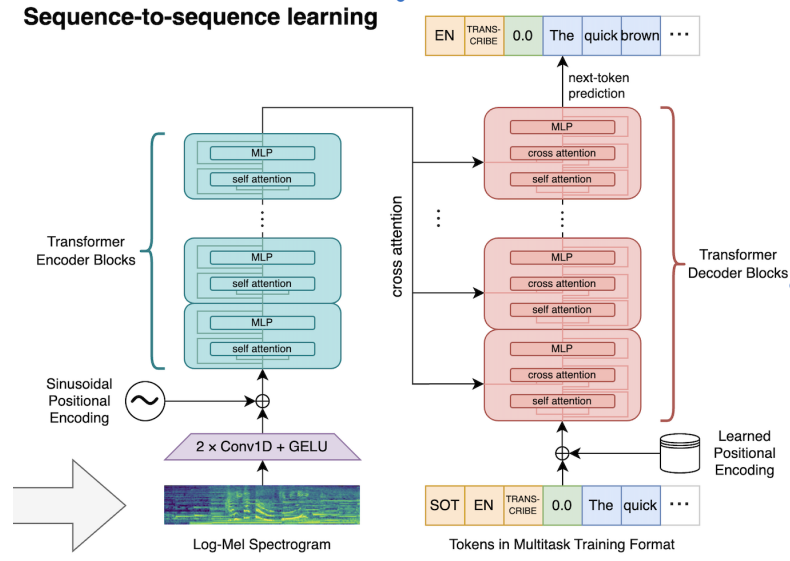 Sequence-to-sequence learning
EN
TRANS-
CRIBE
0.0
The
quick
brown
...
next-token
prediction
MLP
self attention
MLP
self attention
MLP
self attention
Transformer
Encoder Blocks
cross attention
MLP
cross attention
self attention
MLP
cross attention
self attention
MLP
cross attention
self attention
Transformer
Decoder Blocks
Sinusoidal
Positional
Encoding
2 × Conv1D + GELU
Learned
Positional
Encoding
SOT
EN
TRANS-
CRIBE
0.0
The
quick
...
Log-Mel Spectrogram
Tokens in Multitask Training Format